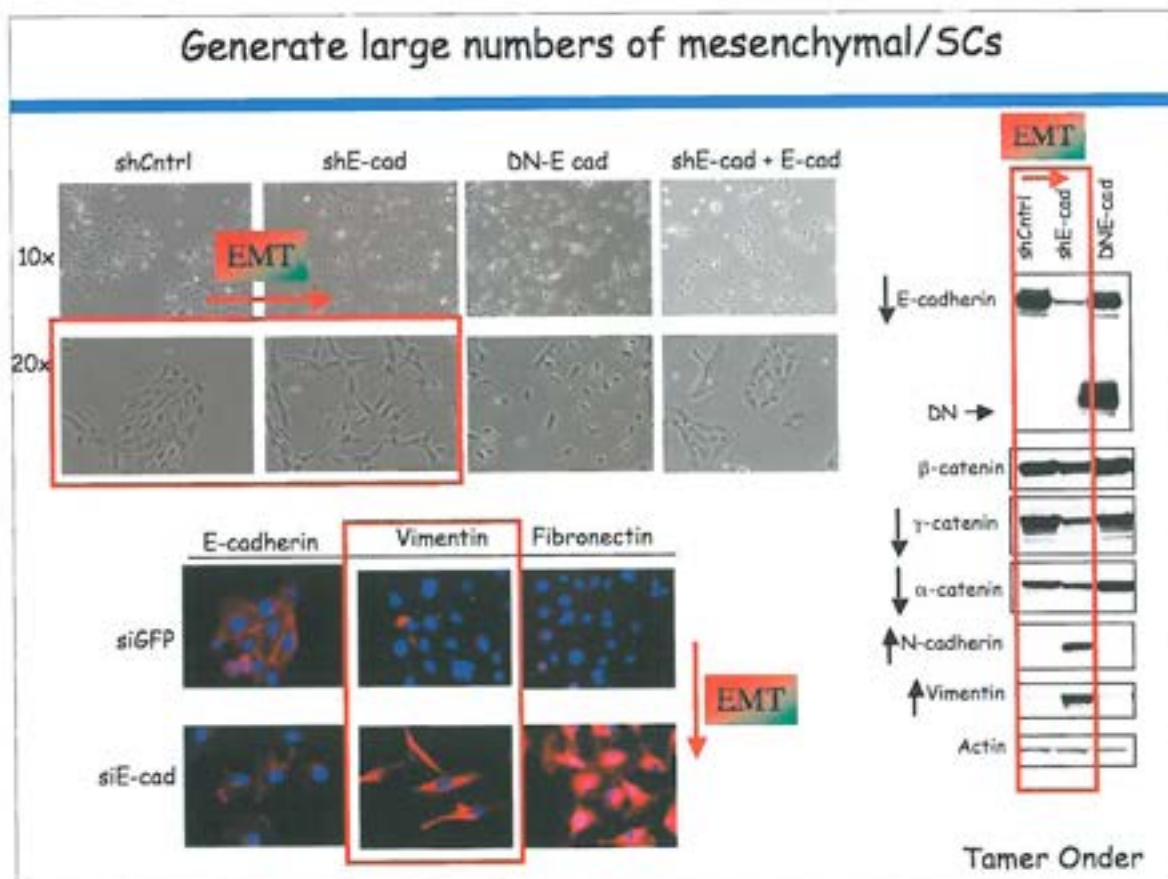 Generate large numbers of mesenchymal/SCs
shCntrl shE-cad DN-E cad shE-cad + E-cad
10x
EMT
20x
E-cadherin Vimentin Fibronectin
siGFP
EMT
siE-cad
EMT
shCntrl
shE-cad
DNE-cad
E-cadherin
DN
β-catenin
γ-catenin
α-catenin
N-cadherin
Vimentin
Actin
Tamer Onder